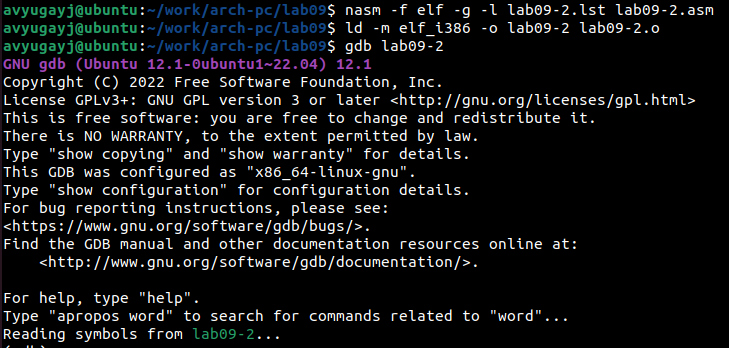 avyugayj@ubuntu:~/work/arch-pc/lab09$ nasm -f elf -g -l lab09-2.lst lab09-2.asm
avyugayj@ubuntu:~/work/arch-pc/lab09$ ld -m elf_i386 -o lab09-2 lab09-2.o
avyugayj@ubuntu:~/work/arch-pc/lab09$ gdb lab09-2
GNU gdb (Ubuntu 12.1-0ubuntu1~22.04) 12.1
Copyright (C) 2022 Free Software Foundation, Inc.
License GPLv3+: GNU GPL version 3 or later <http://gnu.org/licenses/gpl.html>
This is free software: you are free to change and redistribute it.
There is NO WARRANTY, to the extent permitted by law.
Type "show copying" and "show warranty" for details.
This GDB was configured as "x86_64-linux-gnu".
Type "show configuration" for configuration details.
For bug reporting instructions, please see:
<https://www.gnu.org/software/gdb/bugs/>.
Find the GDB manual and other documentation resources online at:
    <http://www.gnu.org/software/gdb/documentation/>.

For help, type "help".
Type "apropos word" to search for commands related to "word"...
Reading symbols from lab09-2...